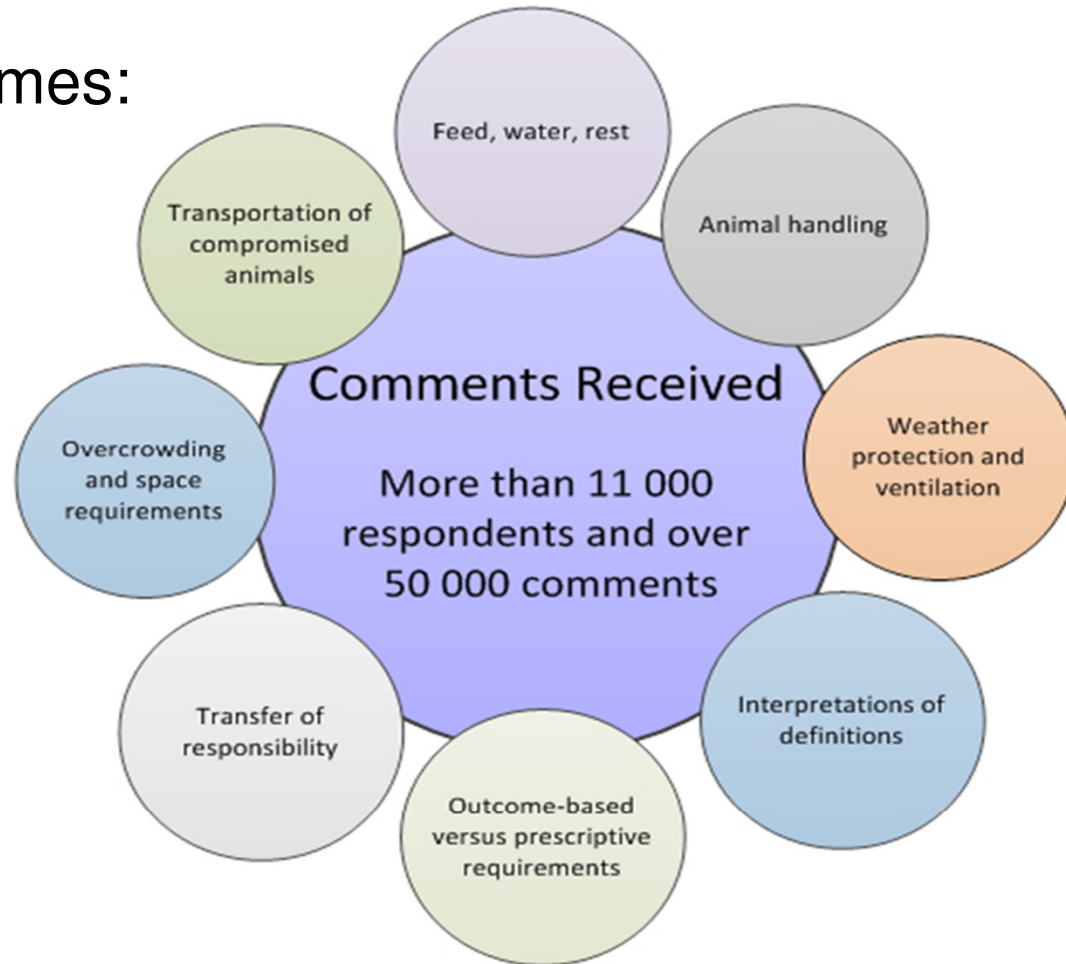 mes:
Feed, water, rest
Animal handling
Weather
protection and
ventilation
Interpretations of
definitions
Outcome-based
versus prescriptive
requirements
Transfer of
responsibility
Overcrowding
and space
requirements
Transportation of
compromised
animals
Comments Received
More than 11 000
respondents and over
50 000 comments